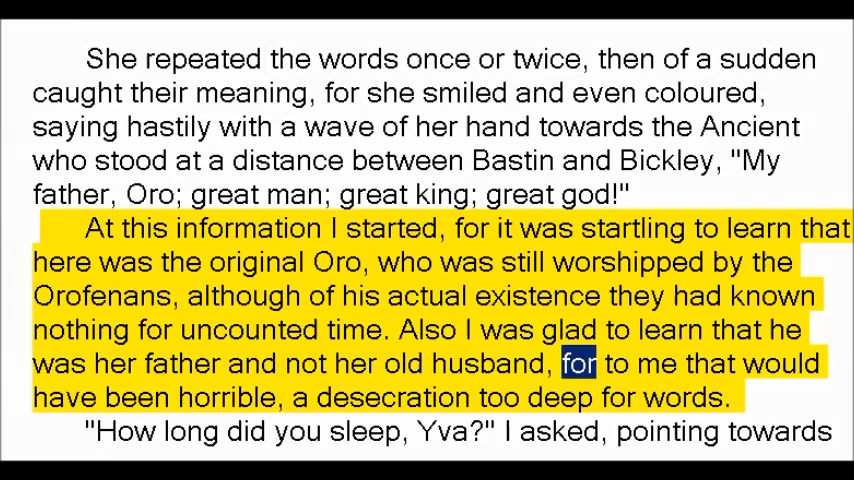 She repeated the words once or twice, then of a sudden
caught their meaning, for she smiled and even coloured,
saying hastily with a wave of her hand towards the Ancient
who stood at a distance between Bastin and Bickley, "My
father, Oro; great man; great king; great god!"
At this information I started, for it was startling to learn that
here was the original Oro, who was still worshipped by the
Orofenans, although of his actual existence they had known
nothing for uncounted time. Also I was glad to learn that he
was her father and not her old husband, for to me that would
have been horrible, a desecration too deep for words.
"How long did you sleep, Yva?" I asked, pointing towards